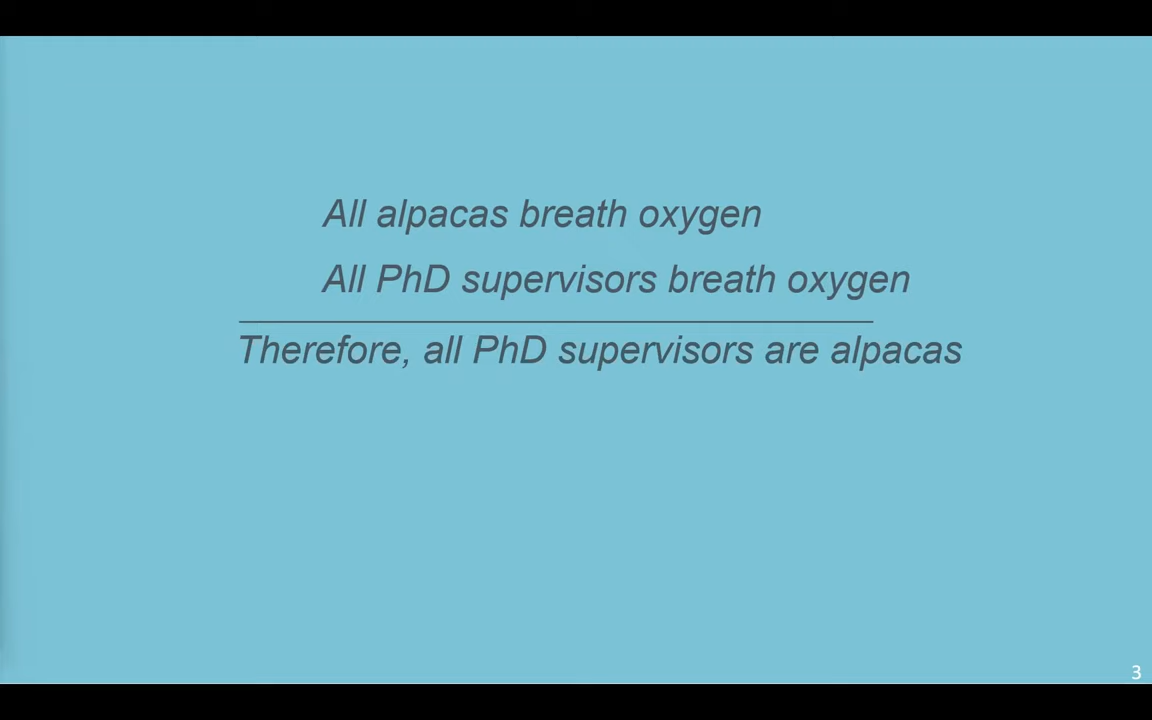 All alpacas breath oxygen
All PhD supervisors breath oxygen
Therefore, all PhD supervisors are alpacas
3